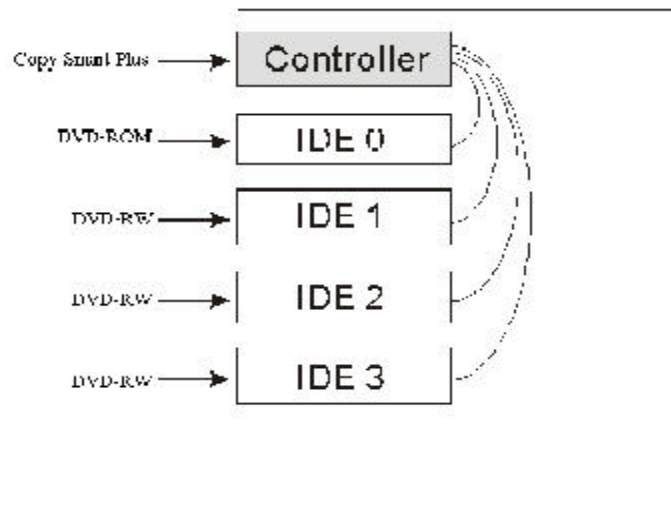 Copy Smart Plus Controller
DVD-ROM IDE 0
DVD-RW IDE 1
DVD-RW IDE 2
DVD-RW IDE 3